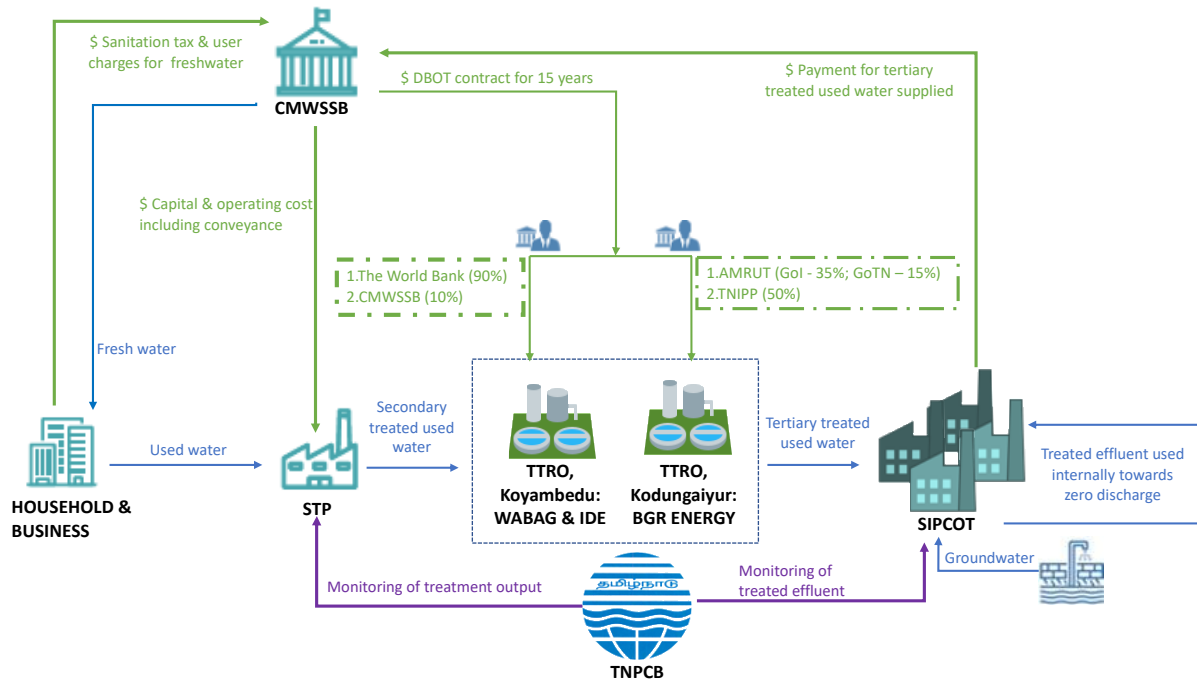 $ Sanitation tax & user
charges for freshwater
CMWSSB
$ DBOT contract for 15 years
$ Payment for tertiary
treated used water supplied
$ Capital & operating cost
including conveyance
1.The World Bank (90%)
2.CMWSSB (10%)
1.AMRUT (GoI - 35%; GoTN – 15%)
2.TNIPP (50%)
Fresh water
Used water
HOUSEHOLD &
BUSINESS
STP
Secondary
treated used
water
TTRO,
Koyambedu:
WABAG & IDE
TTRO,
Kodungaiyur:
BGR ENERGY
Tertiary treated
used water
SIPCOT
Treated effluent used
internally towards
zero discharge
Groundwater
Monitoring of treatment output
Monitoring of
treated effluent
தமிழ்நாடு
TNPCB